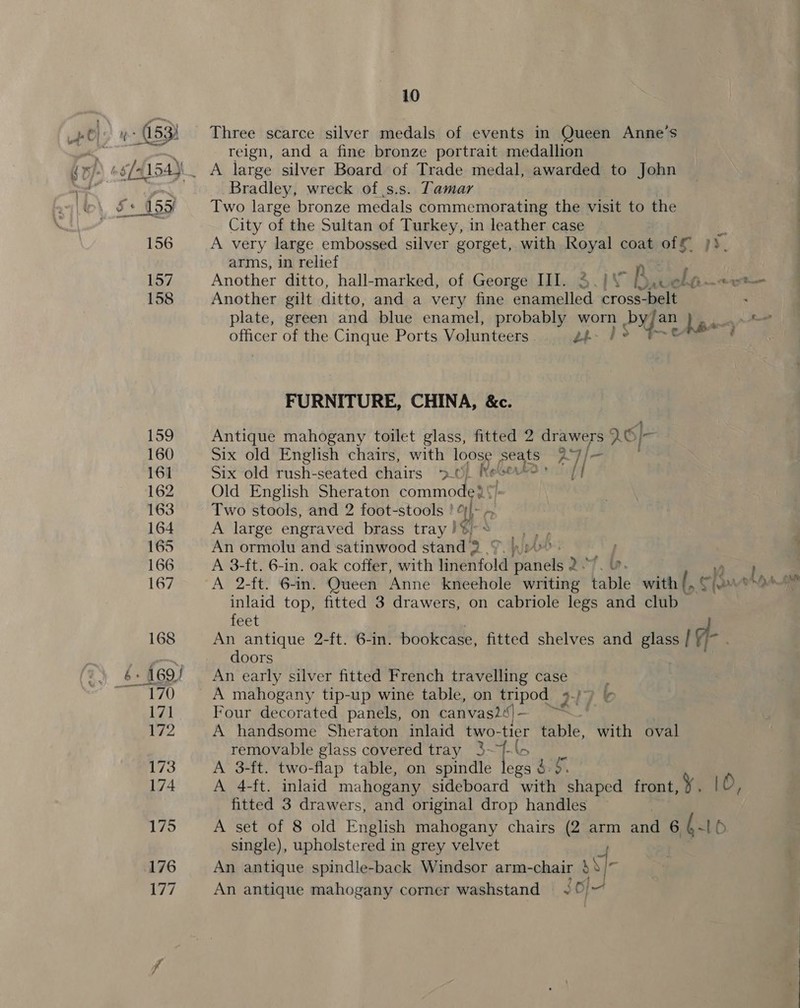 10
153 Three scarce silver medals of events in Queen Anne's
reign, and a fine bronze portrait medallion
154 A large silver Board of Trade medal, awarded to John
Bradley, wreck of s.s. Tamar
155 Two large bronze medals commemorating the visit to the
City of the Sultan of Turkey, in leather case
156 A very large embossed silver gorget, with Royal coat of
arms, in relief
157 Another ditto, hall-marked, of George III.
158 Another gilt ditto, and a very fine enamelled cross-belt
plate, green and blue enamel, probably worn by an
officer of the Cinque Ports Volunteers
FURNITURE, CHINA, &c.
159 Antique mahogany toilet glass, fitted 2 drawers
160 Six old English chairs, with loose seats 27/-
161 Six old rush-seated chairs
162 Old English Sheraton commode
163 Two stools, and 2 foot-stools
164 A large engraved brass tray
165 An ormolu and satinwood stand
166 A 3-ft. 6-in. oak coffer, with linenfold panels
167 A 2-ft. 6-in. Queen Anne kneehole writing table with
inlaid top, fitted 3 drawers, on cabriole legs and club
feet
168 An antique 2-ft. 6-in. bookcase, fitted shelves and glass
doors
169 An early silver fitted French travelling case
170 A mahogany tip-up wine table, on tripod
171 Four decorated panels, on canvas
172 A handsome Sheraton inlaid two-tier table, with oval
removable glass covered tray
173 A 3-ft. two-flap table, on spindle legs
174 A 4-ft. inlaid mahogany sideboard with shaped front,
fitted 3 drawers, and original drop handles
175 A set of 8 old English mahogany chairs (2 arm and 6
single), upholstered in grey velvet
176 An antique spindle-back Windsor arm-chair
177 An antique mahogany corner washstand